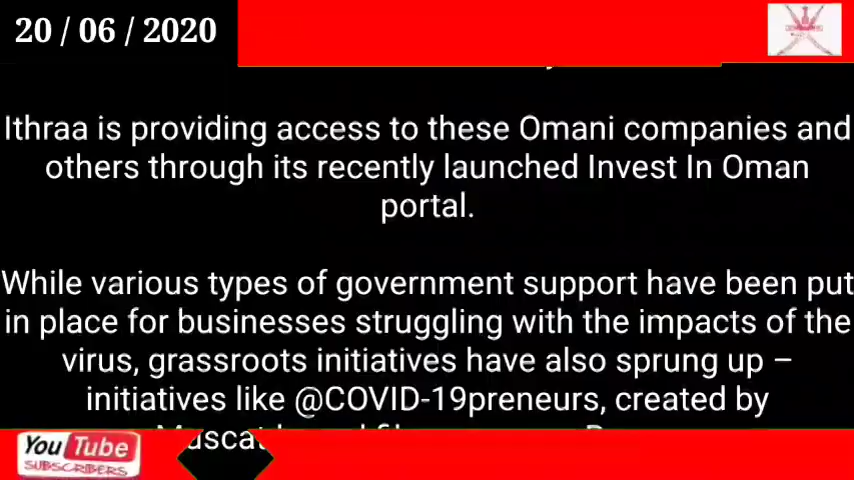 20 / 06 / 2020
Ithraa is providing access to these Omani companies and
others through its recently launched Invest In Oman
portal.
While various types of government support have been put
in place for businesses struggling with the impacts of the
virus, grassroots initiatives have also sprung up –
initiatives like @COVID-19preneurs, created by
Muscat
You Tube
SUBSCRIBERS